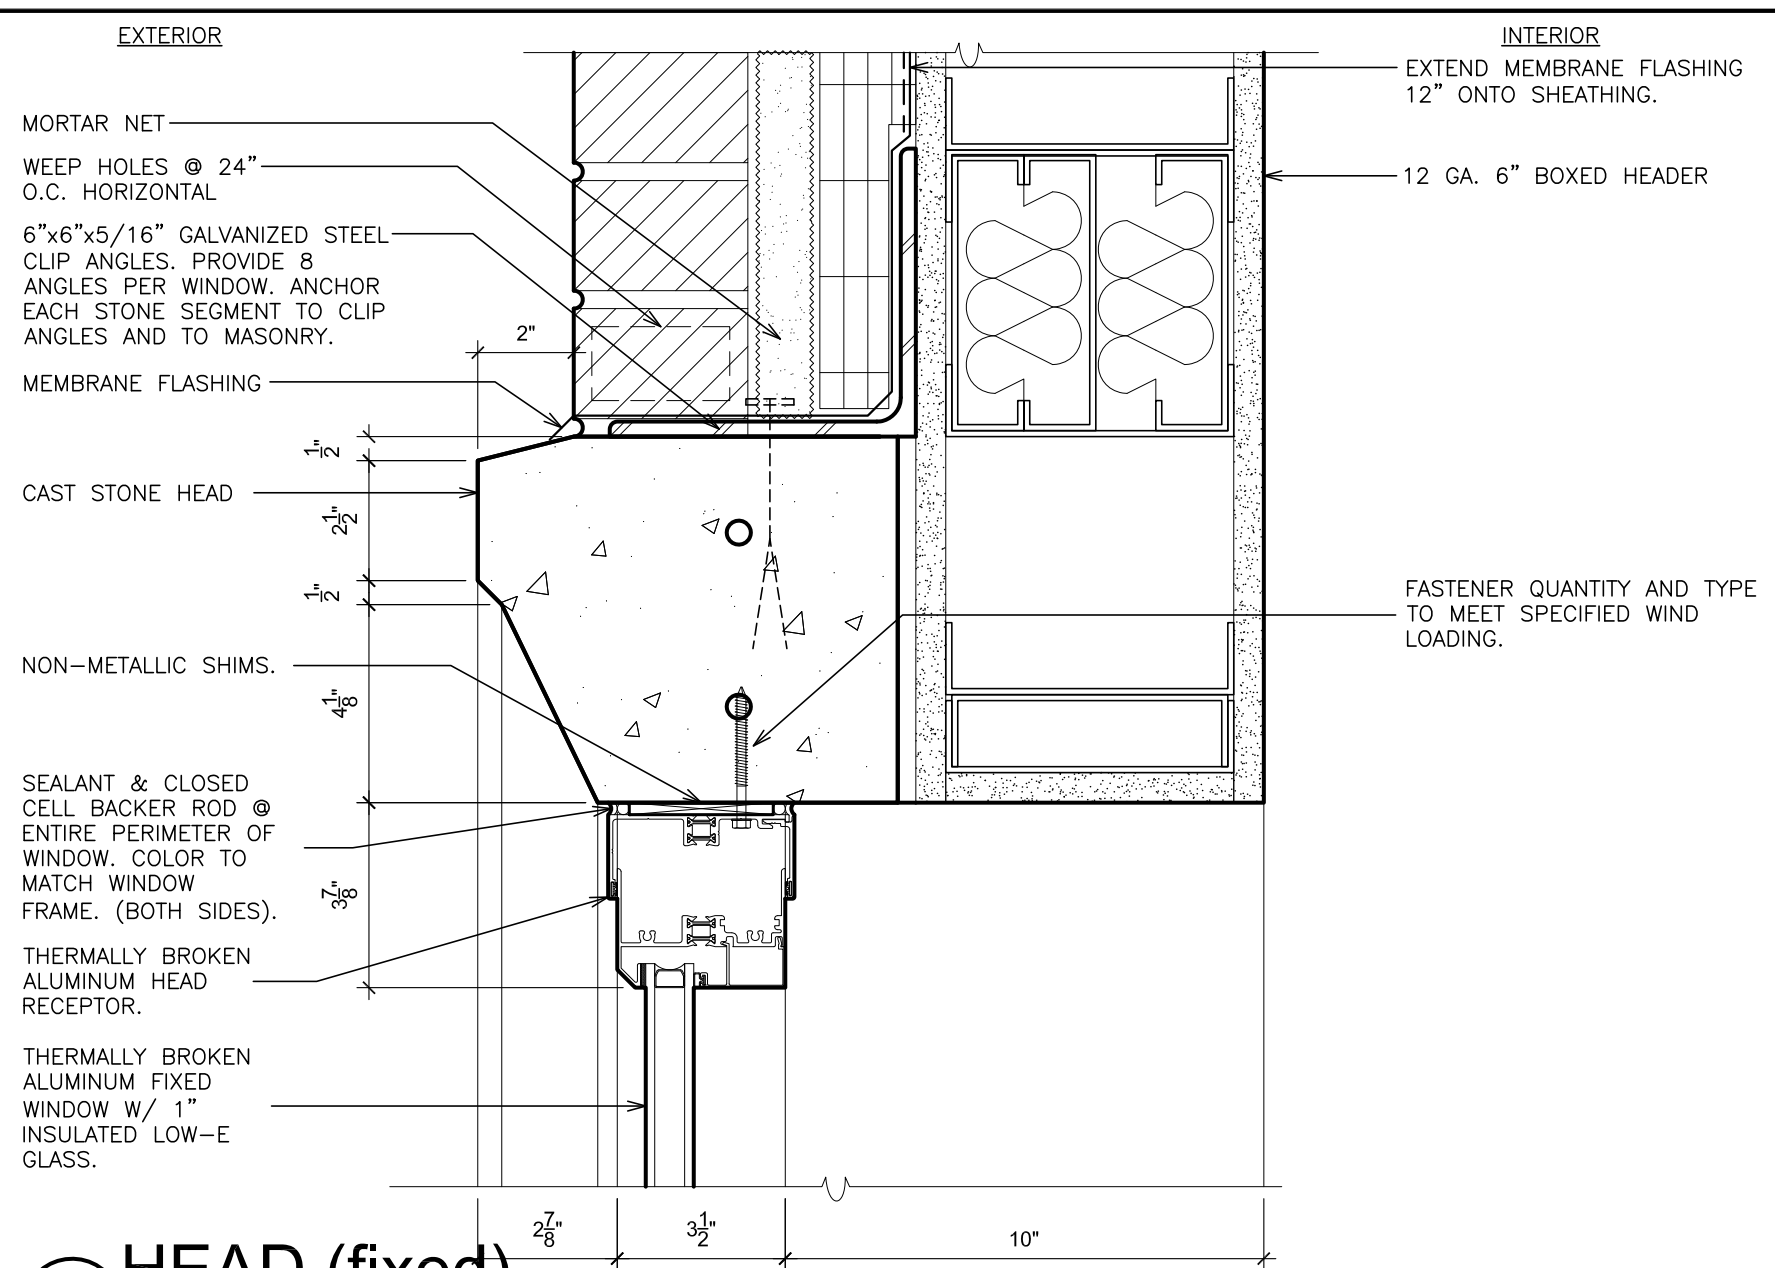 EXTERIOR
INTERIOR
EXTEND MEMBRANE FLASHING
12" ONTO SHEATHING.
MORTAR NET
WEEP HOLES @ 24"
O.C. HORIZONTAL
12 GA. 6" BOXED HEADER
6"x6"x5/16" GALVANIZED STEEL
CLIP ANGLES. PROVIDE 8
ANGLES PER WINDOW. ANCHOR
EACH STONE SEGMENT TO CLIP
ANGLES AND TO MASONRY.
2"
MEMBRANE FLASHING
1/2"
CAST STONE HEAD
2 1/2"
1/2"
FASTENER QUANTITY AND TYPE
TO MEET SPECIFIED WIND
LOADING.
NON-METALLIC SHIMS.
4 1/8"
SEALANT & CLOSED
CELL BACKER ROD @
ENTIRE PERIMETER OF
WINDOW. COLOR TO
MATCH WINDOW
FRAME. (BOTH SIDES).
3 7/8"
THERMALLY BROKEN
ALUMINUM HEAD
RECEPTOR.
THERMALLY BROKEN
ALUMINUM FIXED
WINDOW W/ 1"
INSULATED LOW-E
GLASS.
2 7/8"
3 1/2"
10"
HEAD (fixed)